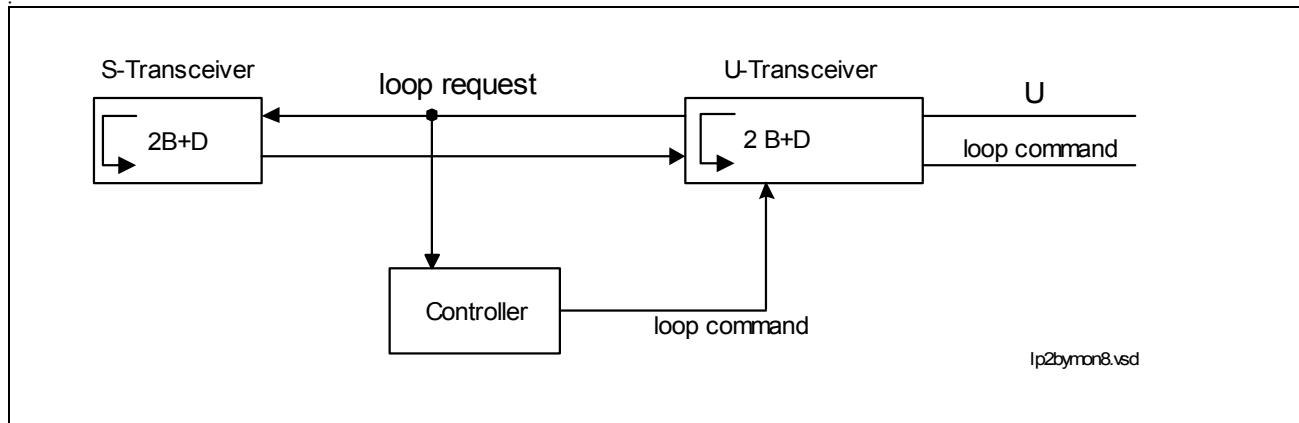 S-Transceiver
U-Transceiver
loop request
U
2B+D
2 B+D
loop command
Controller
loop command
lp2bymon8.vsd